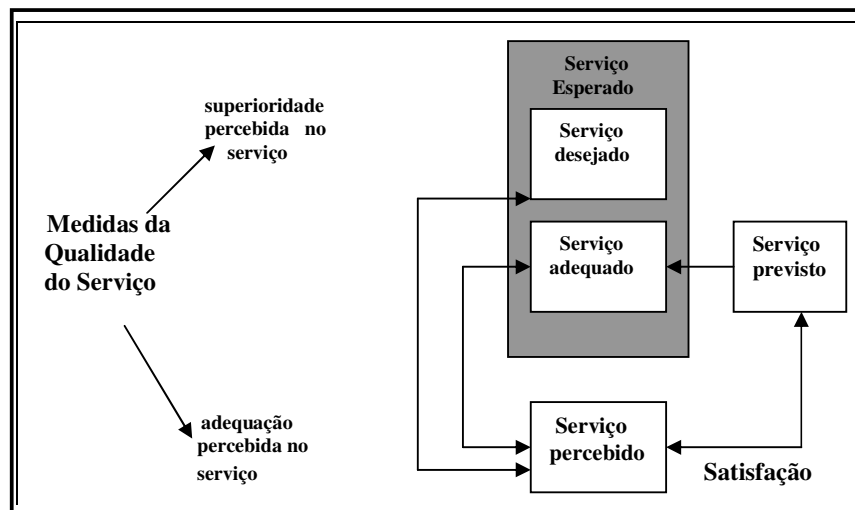 superioridade
percebida no
serviço
Medidas da
Qualidade
do Serviço
adequação
percebida no
serviço
Serviço
Esperado
Serviço
desejado
Serviço
adequado
Serviço
previsto
Serviço
percebido
Satisfação